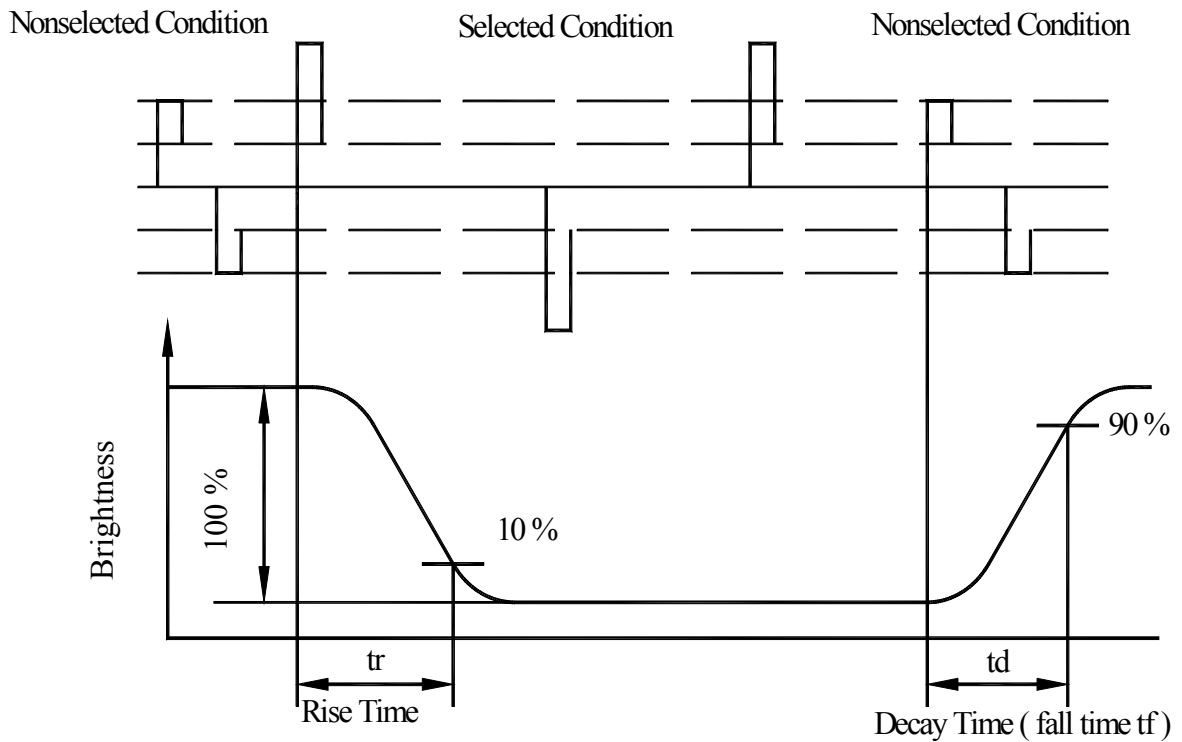 Nonselected Condition
Selected Condition
Nonselected Condition
Brightness
100 %
10 %
90 %
tr
Rise Time
td
Decay Time ( fall time tf )